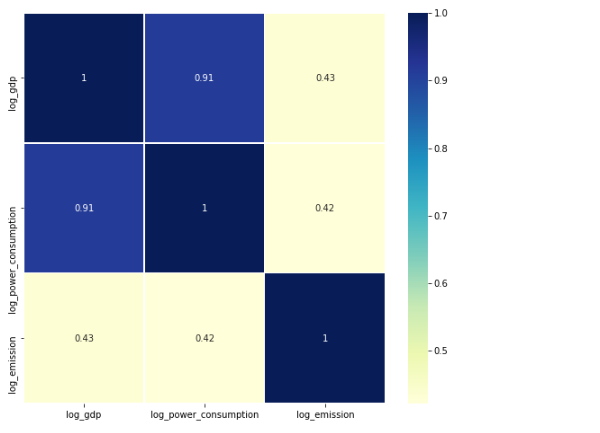 log_gdp
1
0.91
0.43
log_power_consumption
0.91
1
0.42
log_emission
0.43
0.42
1
log_gdp
log_power_consumption
log_emission
1.0
0.9
0.8
0.7
0.6
0.5